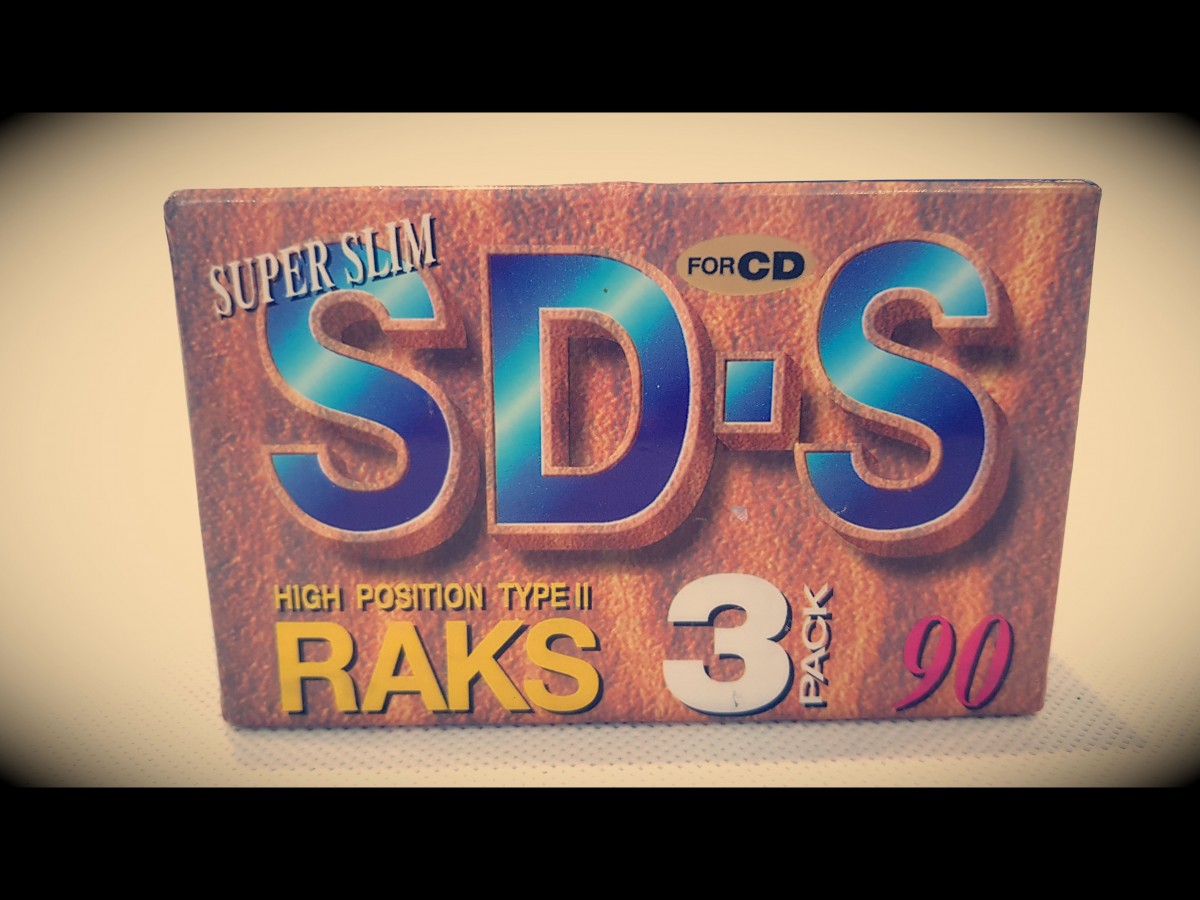 SUPER SLIM
FOR CD
SD·S
HIGH POSITION TYPE II
RAKS
3
PACK
90